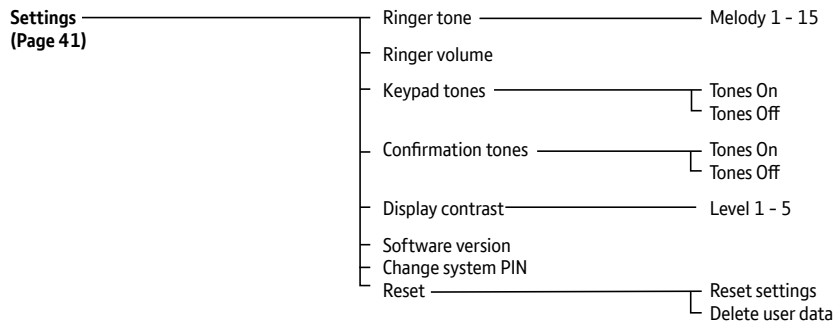 Settings Ringer tone Melody 1 - 15
(Page 41)
Ringer volume
Keypad tones Tones On
Tones Off
Confirmation tones Tones On
Tones Off
Display contrast Level 1 - 5
Software version
Change system PIN
Reset Reset settings
Delete user data